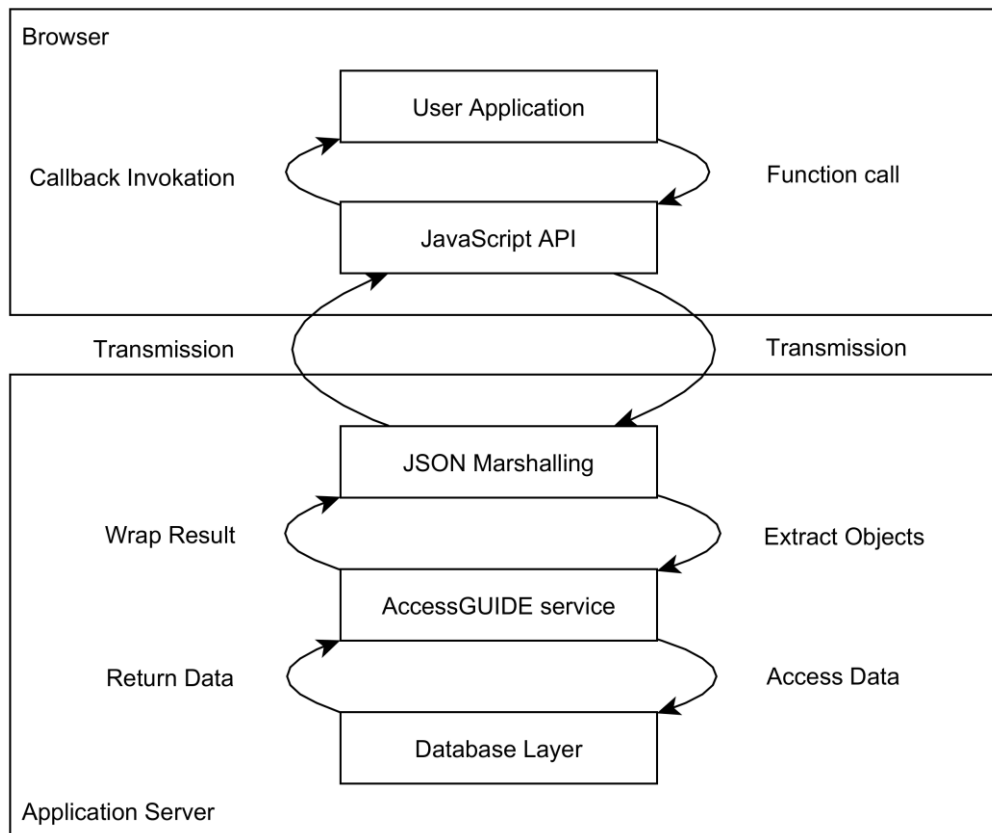 Browser
User Application
Callback Invokation
Function call
JavaScript API
Transmission
Transmission
JSON Marshalling
Wrap Result
Extract Objects
AccessGUIDE service
Return Data
Access Data
Database Layer
Application Server